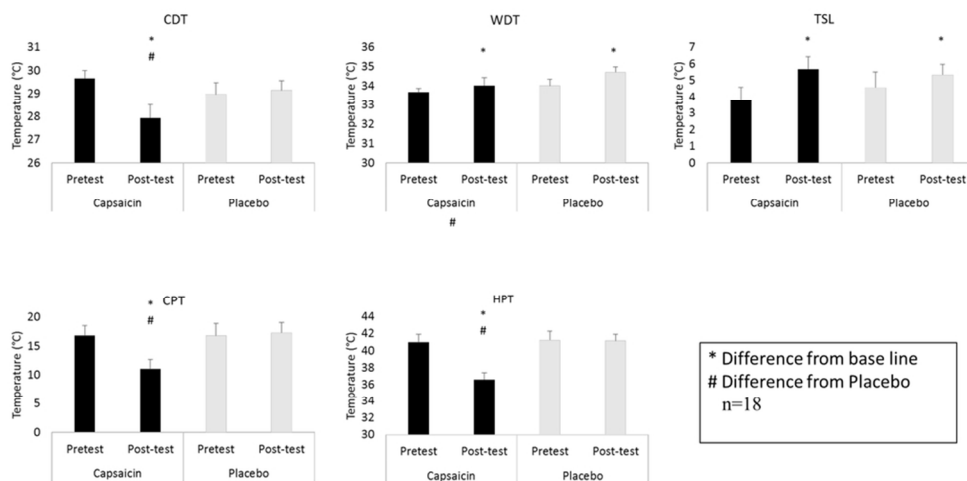 CDT
*
#
Temperature (°C)
31
30
29
28
27
26
Pretest Post-test Pretest Post-test
Capsaicin Placebo
WDT
* *
Temperature (°C)
36
35
34
33
32
31
30
Pretest Post-test Pretest Post-test
Capsaicin Placebo
#
TSL
* *
Temperature (°C)
7
6
5
4
3
2
1
0
Pretest Post-test Pretest Post-test
Capsaicin Placebo
CPT
*
#
Temperature (°C)
20
15
10
5
0
Pretest Post-test Pretest Post-test
Capsaicin Placebo
HPT
*
#
Temperature (°C)
44
42
40
38
36
34
32
30
Pretest Post-test Pretest Post-test
Capsaicin Placebo
* Difference from base line
# Difference from Placebo
n=18